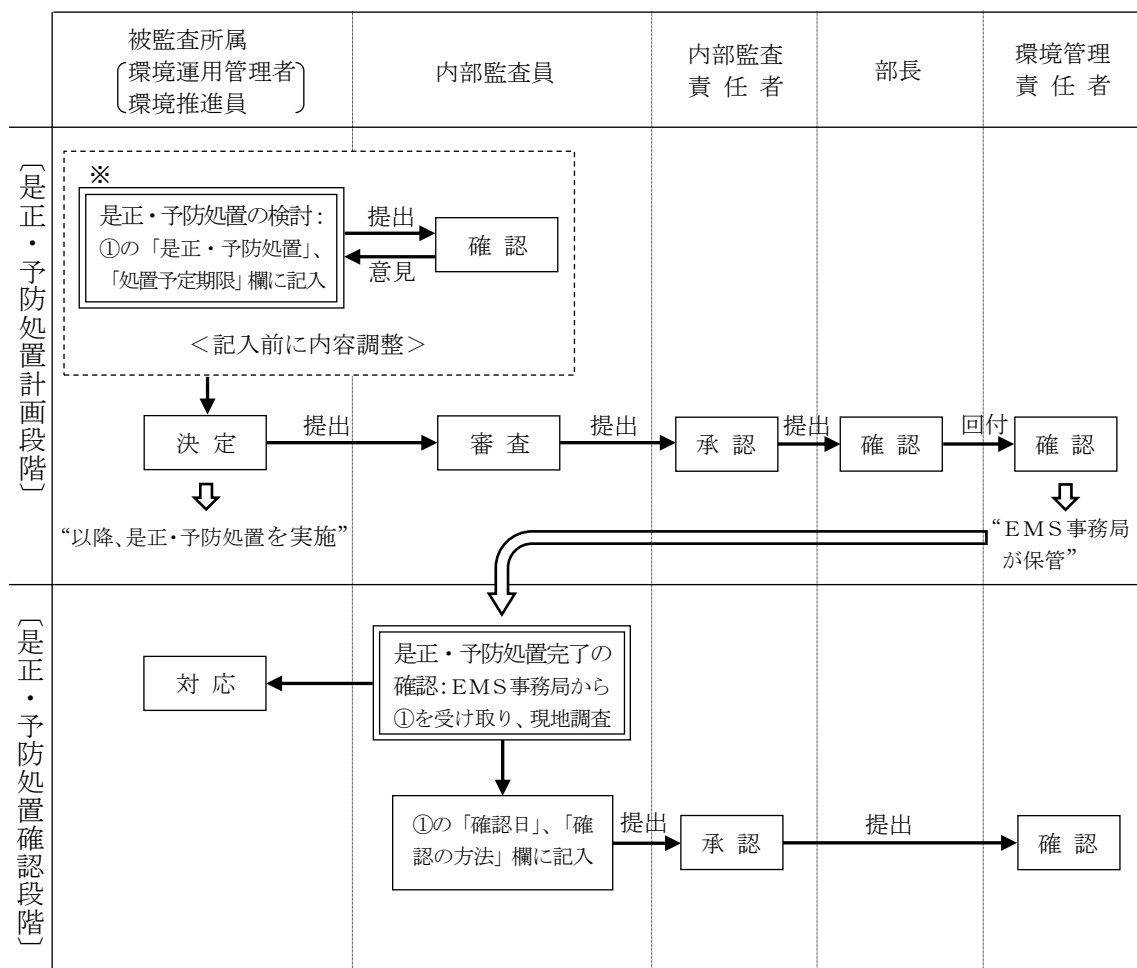 被監査所属
環境運用管理者
環境推進員
内部監査員
内部監査
責任者
部長
環境管理
責任者
〔是正・予防処置計画段階〕
※
是正・予防処置の検討：
①の「是正・予防処置」、
「処置予定期限」欄に記入
提出
意見
確認
＜記入前に内容調整＞
決定
提出
審査
提出
承認
提出
確認
回付
確認
“以降、是正・予防処置を実施”
“ＥＭＳ事務局
が保管”
〔是正・予防処置確認段階〕
対応
是正・予防処置完了の
確認：ＥＭＳ事務局から
①を受け取り、現地調査
①の「確認日」、「確
認の方法」欄に記入
提出
承認
提出
確認